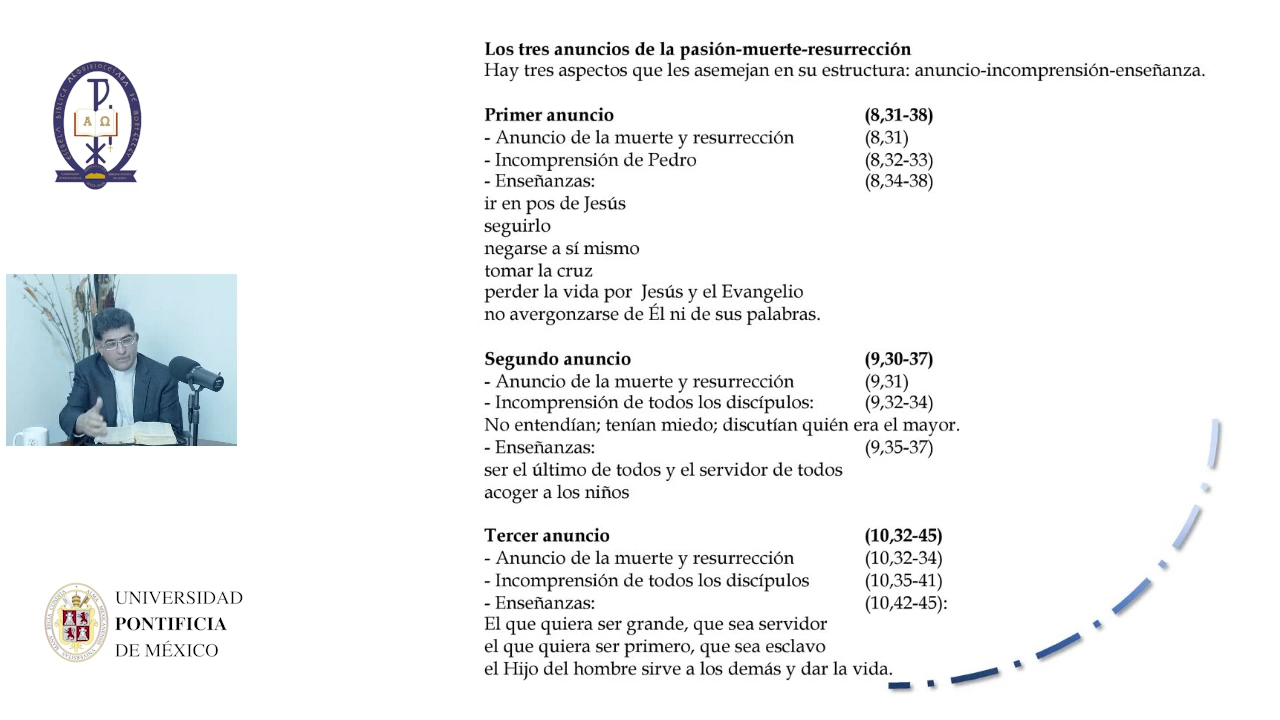 Los tres anuncios de la pasión-muerte-resurrección
Hay tres aspectos que les asemejan en su estructura: anuncio-incomprensión-enseñanza.
Primer anuncio (8,31-38)
- Anuncio de la muerte y resurrección (8,31)
- Incomprensión de Pedro (8,32-33)
- Enseñanzas: (8,34-38)
ir en pos de Jesús
seguirlo
negarse a sí mismo
tomar la cruz
perder la vida por Jesús y el Evangelio
no avergonzarse de Él ni de sus palabras.
Segundo anuncio (9,30-37)
- Anuncio de la muerte y resurrección (9,31)
- Incomprensión de todos los discípulos: (9,32-34)
No entendían; tenían miedo; discutían quién era el mayor.
- Enseñanzas: (9,35-37)
ser el último de todos y el servidor de todos
acoger a los niños
Tercer anuncio (10,32-45)
- Anuncio de la muerte y resurrección (10,32-34)
- Incomprensión de todos los discípulos (10,35-41)
- Enseñanzas: (10,42-45):
El que quiera ser grande, que sea servidor
el que quiera ser primero, que sea esclavo
el Hijo del hombre sirve a los demás y dar la vida.
Α Ω
UNIVERSIDAD
PONTIFICIA
DE MÉXICO